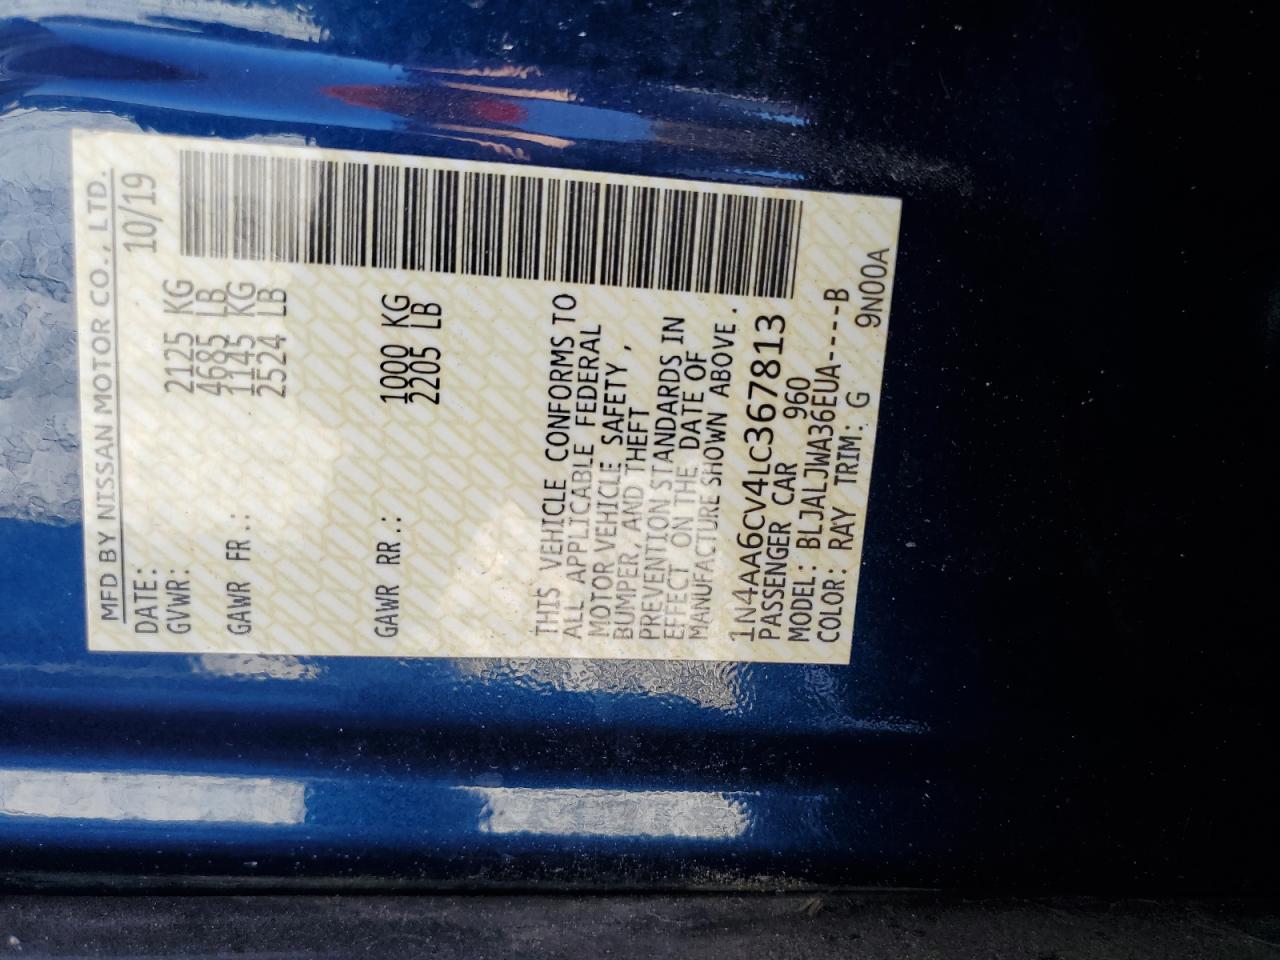 MFD BY NISSAN MOTOR CO., LTD.
DATE: 10/19
GVWR: 2125 KG
4685 LB
GAWR FR.: 1145 KG
2524 LB
GAWR RR.: 1000 KG
2205 LB
THIS VEHICLE CONFORMS TO
ALL APPLICABLE FEDERAL
MOTOR VEHICLE SAFETY,
BUMPER, AND THEFT
PREVENTION STANDARDS IN
EFFECT ON THE DATE OF
MANUFACTURE SHOWN ABOVE.
1N4AA6CV4LC367813
PASSENGER CAR 960
MODEL: BLJALJWA36EUA----B
COLOR: RAY TRIM: G 9N00A